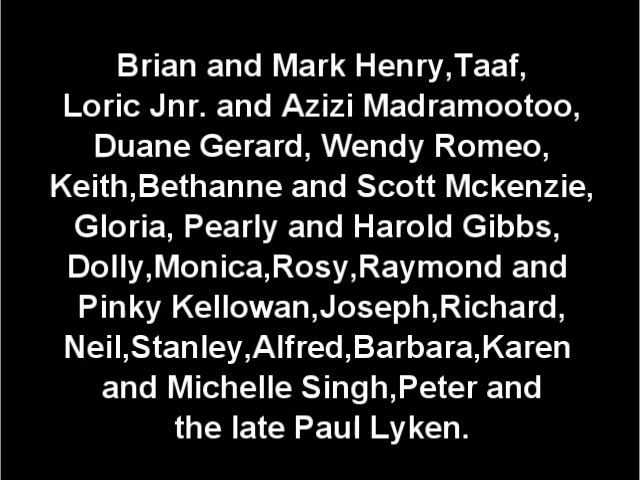 Brian and Mark Henry,Taaf,
Loric Jnr. and Azizi Madramootoo,
Duane Gerard, Wendy Romeo,
Keith,Bethanne and Scott Mckenzie,
Gloria, Pearly and Harold Gibbs,
Dolly,Monica,Rosy,Raymond and
Pinky Kellowan,Joseph,Richard,
Neil,Stanley,Alfred,Barbara,Karen
and Michelle Singh,Peter and
the late Paul Lyken.